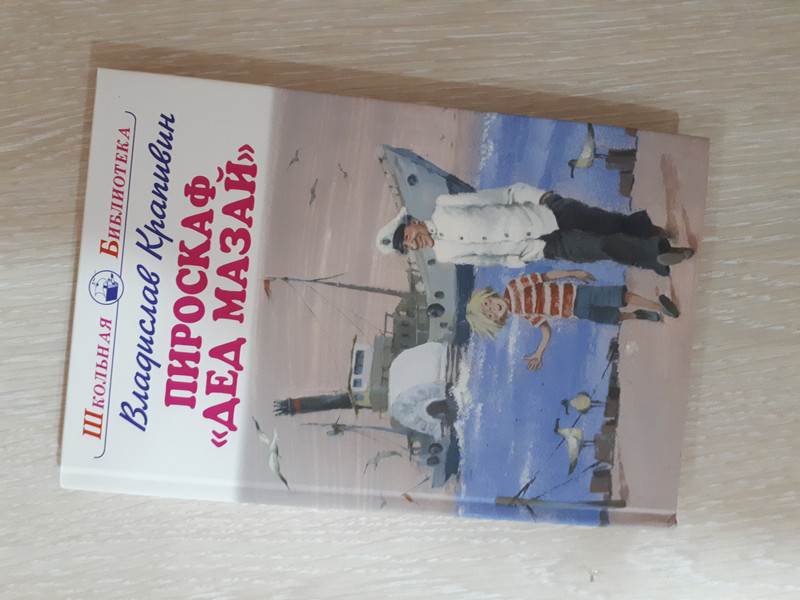 Школьная Библиотека
Владислав Крапивин
ПИРОСКАФ
«ДЕД МАЗАЙ»